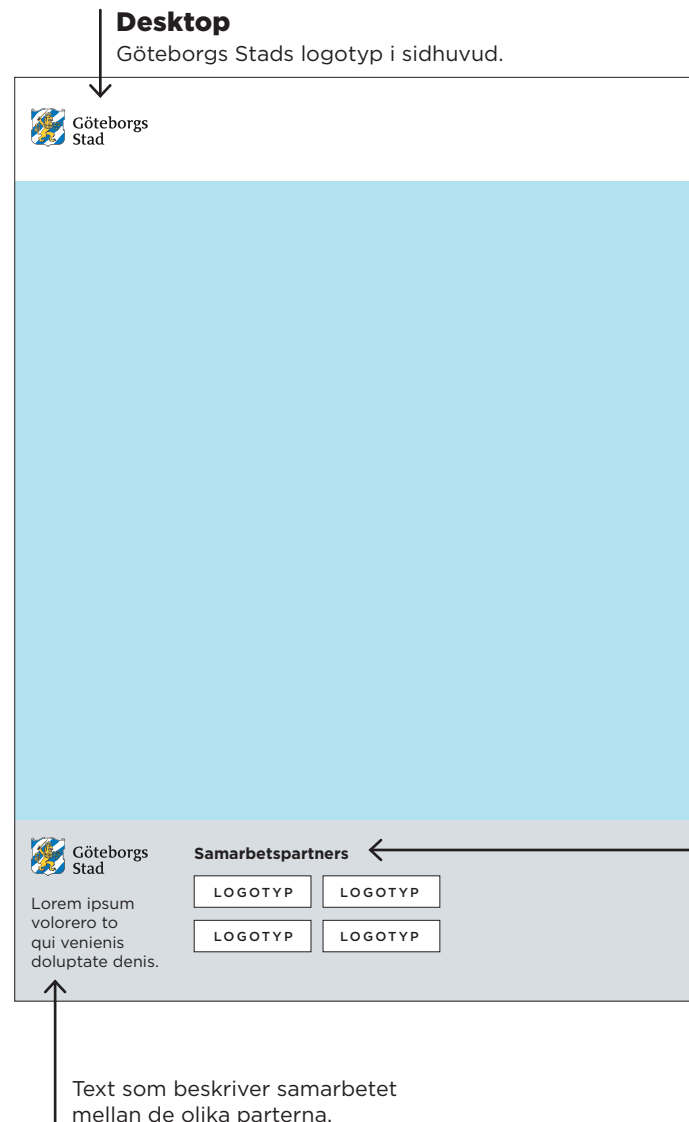 Desktop
Göteborgs Stads logotyp i sidhuvud.
Göteborgs
Stad
Göteborgs
Stad
Lorem ipsum
volorero to
qui venienis
doluptate denis.
Samarbetspartners
LOGOTYP LOGOTYP
LOGOTYP LOGOTYP
Text som beskriver samarbetet
mellan de olika parterna.